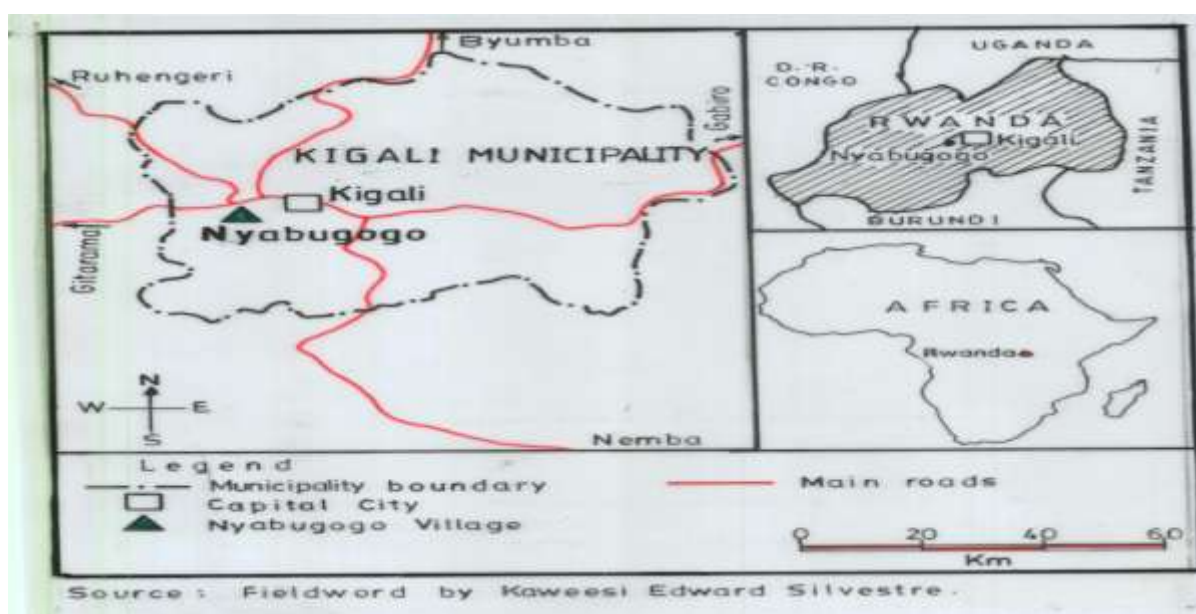 Byumba
Ruhengeri
Gabiro
KIGALI MUNICIPALITY
Kigali
Nyabugogo
Gitarama
N
W E
S
Nemba
UGANDA
D.R.
CONGO
RWANDA
Kigali
Nyabugogo
TANZANIA
BURUNDI
AFRICA
Rwanda
Legend
Municipality boundary
Capital City
Nyabugogo Village
Main roads
0 20 40 60
Km
Source: Fieldword by Kaweesi Edward Silvestre.